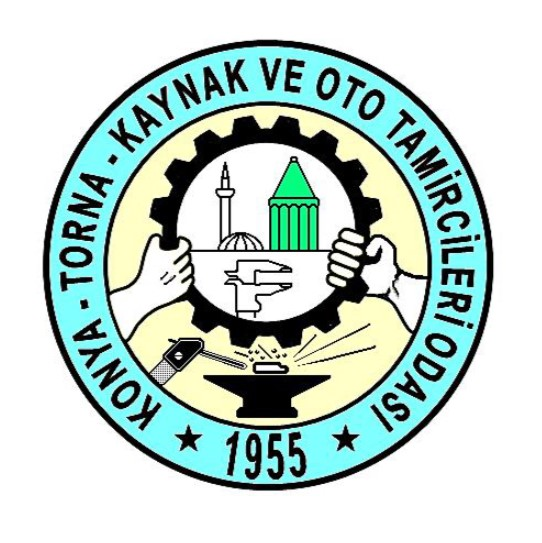 KONYA - TORNA - KAYNAK VE OTO TAMİRCİLERİ ODASI
★ 1955 ★